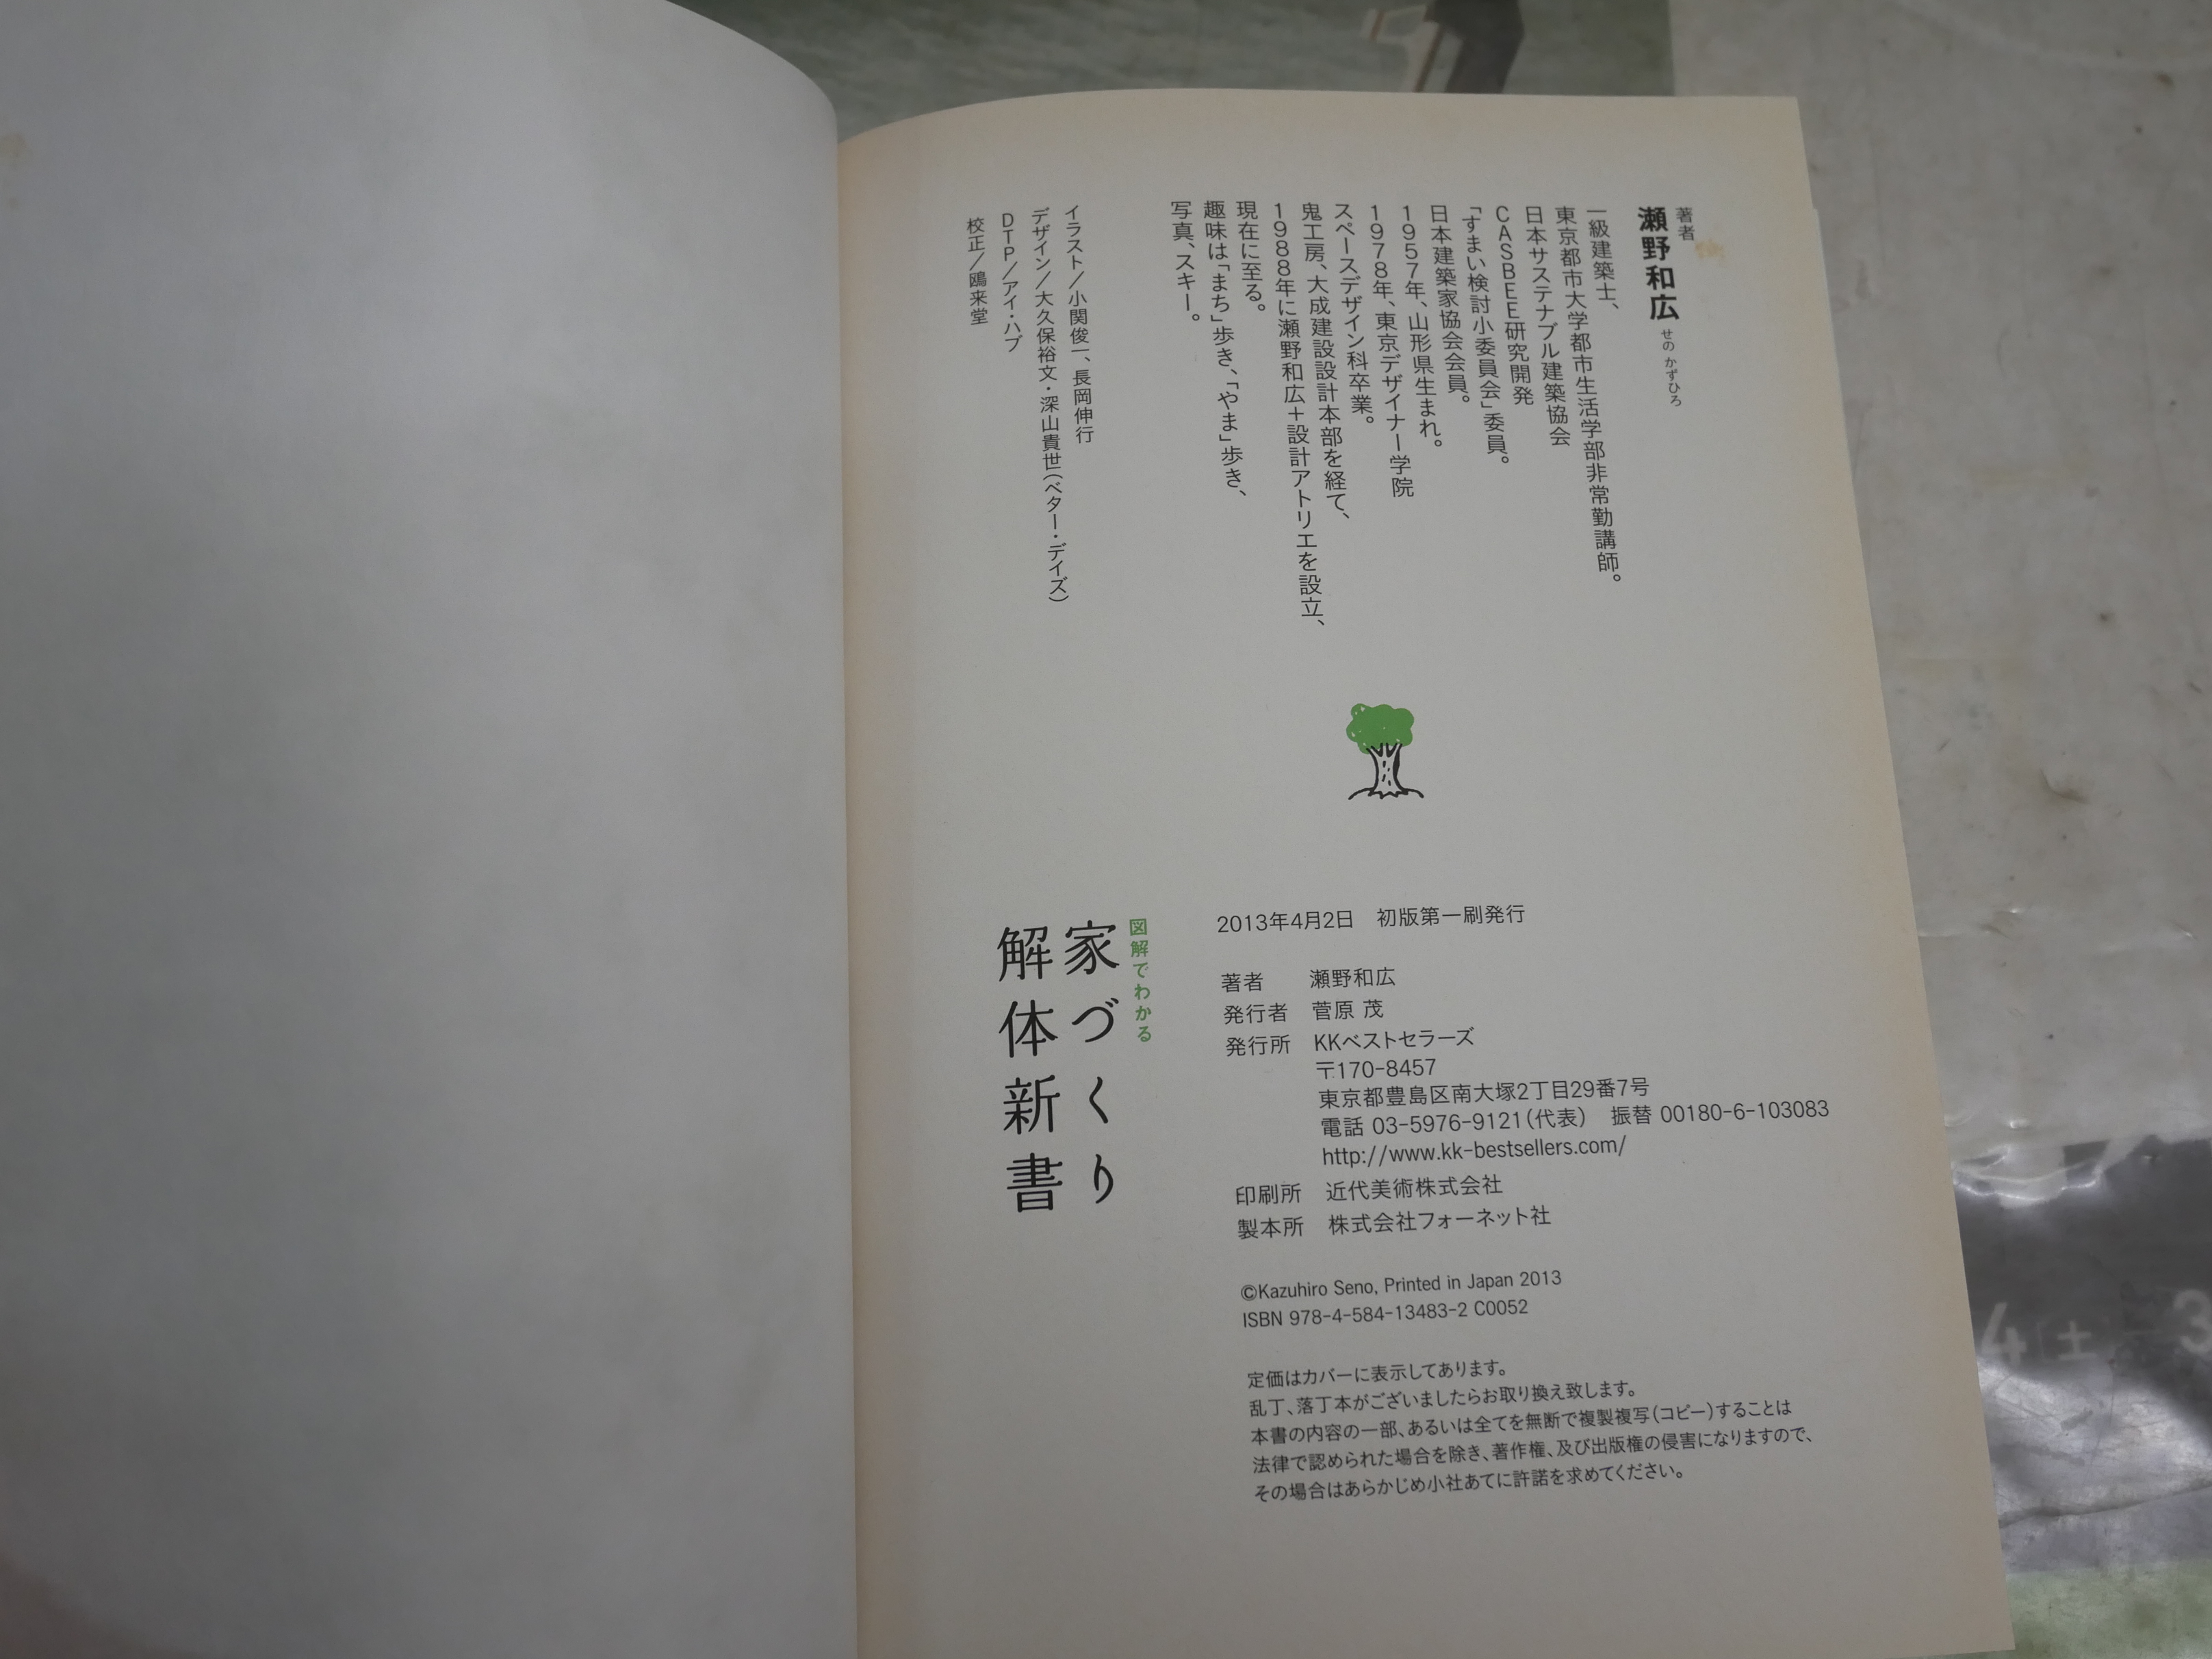 著者
瀬野和広 せの かずひろ
一級建築士、
東京都市大学都市生活学部非常勤講師。
日本サステナブル建築協会
CASBEE研究開発
「すまい検討小委員会」委員。
日本建築家協会会員。
1957年、山形県生まれ。
1978年、東京デザイナー学院
スペースデザイン科卒業。
鬼工房、大成建設設計本部を経て、
1988年に瀬野和広＋設計アトリエを設立、
現在に至る。
趣味は「まち」歩き、「やま」歩き、
写真、スキー。
イラスト／小関俊一、長岡伸行
デザイン／大久保裕文・深山貴世（ベター・デイズ）
DTP／アイ・ハブ
校正／鴎来堂
2013年4月2日　初版第一刷発行
著者　瀬野和広
発行者　菅原 茂
発行所　KKベストセラーズ
〒170-8457
東京都豊島区南大塚2丁目29番7号
電話 03-5976-9121（代表）　振替 00180-6-103083
http://www.kk-bestsellers.com/
印刷所　近代美術株式会社
製本所　株式会社フォーネット社
©Kazuhiro Seno, Printed in Japan 2013
ISBN 978-4-584-13483-2 C0052
定価はカバーに表示してあります。
乱丁、落丁本がございましたらお取り換え致します。
本書の内容の一部、あるいは全てを無断で複製複写（コピー）することは
法律で認められた場合を除き、著作権、及び出版権の侵害になりますので、
その場合はあらかじめ小社あてに許諾を求めてください。
図解でわかる
家づくり
解体新書
4（土） 3